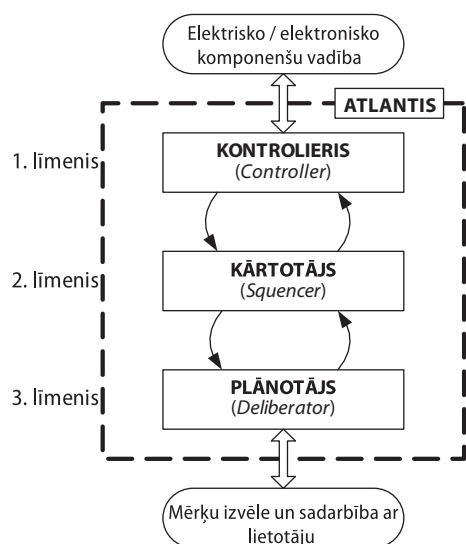 Elektrisko / elektronisko
komponenšu vadība
ATLANTIS
1. līmenis
KONTROLIERIS
(Controller)
2. līmenis
KĀRTOTĀJS
(Squencer)
3. līmenis
PLĀNOTĀJS
(Deliberator)
Mērķu izvēle un sadarbība ar
lietotāju